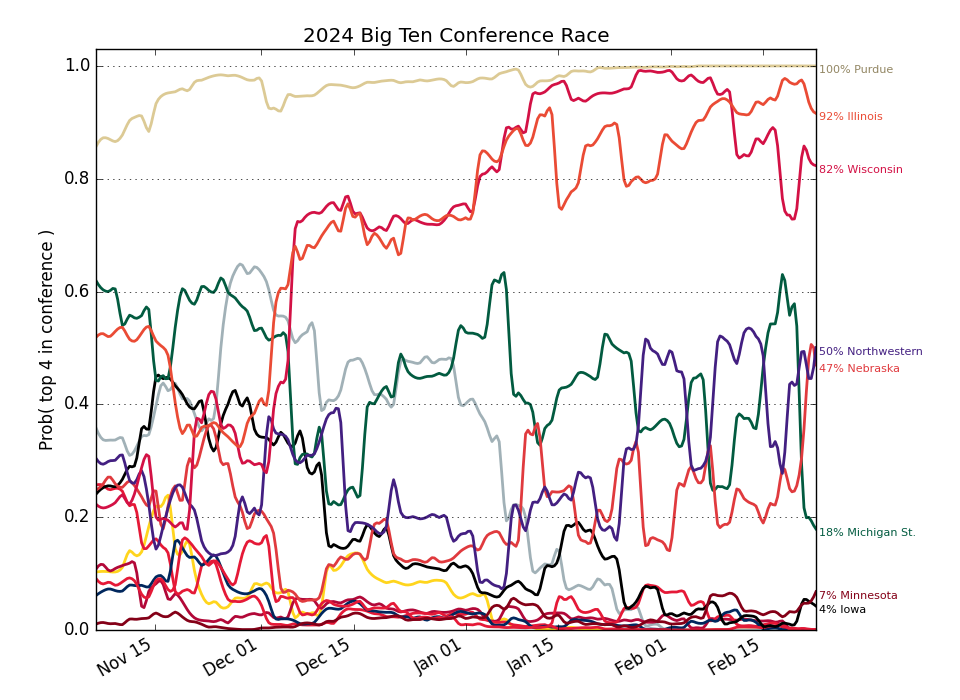 2024 Big Ten Conference Race
Prob( top 4 in conference )
1.0
0.8
0.6
0.4
0.2
0.0
100% Purdue
92% Illinois
82% Wisconsin
50% Northwestern
47% Nebraska
18% Michigan St.
7% Minnesota
4% Iowa
Nov 15
Dec 01
Dec 15
Jan 01
Jan 15
Feb 01
Feb 15